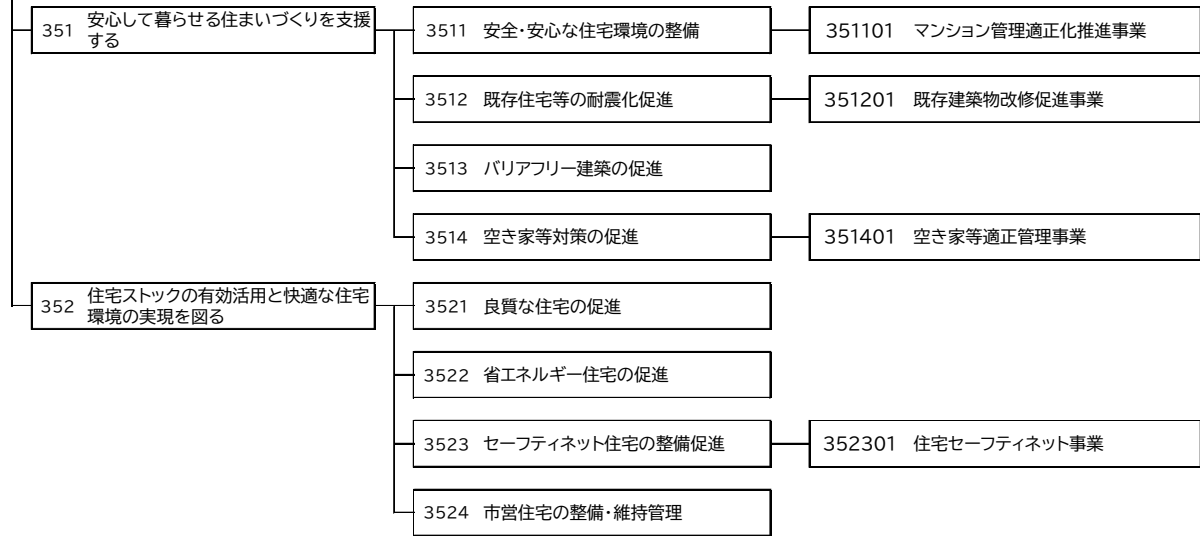 351 安心して暮らせる住まいづくりを支援
する
3511 安全・安心な住宅環境の整備
351101 マンション管理適正化推進事業
3512 既存住宅等の耐震化促進
351201 既存建築物改修促進事業
3513 バリアフリー建築の促進
3514 空き家等対策の促進
351401 空き家等適正管理事業
352 住宅ストックの有効活用と快適な住宅
環境の実現を図る
3521 良質な住宅の促進
3522 省エネルギー住宅の促進
3523 セーフティネット住宅の整備促進
352301 住宅セーフティネット事業
3524 市営住宅の整備・維持管理